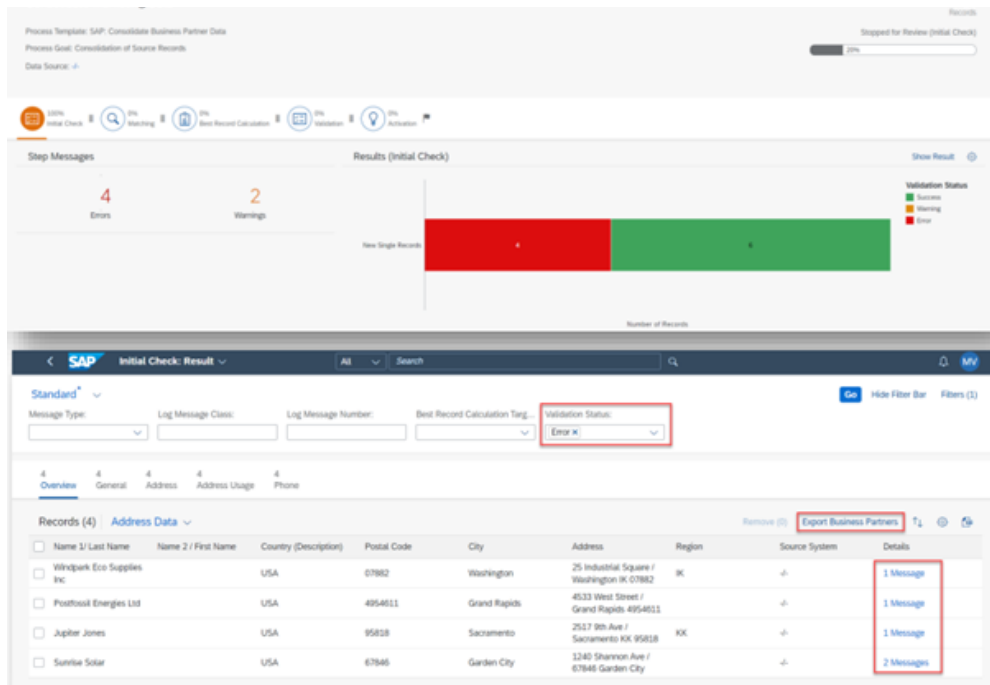 Records
Process Template: SAP: Consolidate Business Partner Data
Stopped for Review (Initial Check)
Process Goal: Consolidation of Source Records
20%
Data Source: -/-
100% Initial Check
0% Matching
0% Best Record Calculation
0% Validation
0% Activation
Step Messages
Results (Initial Check)
Show Result
4
Errors
2
Warnings
Validation Status
Success
Warning
Error
New Single Records
4
6
Number of Records
SAP Initial Check: Result All Search MV
Standard*
Go Hide Filter Bar Filters (1)
Message Type: Log Message Class: Log Message Number: Best Record Calculation Targ... Validation Status:
Error
4 4 4 4 4
Overview General Address Address Usage Phone
Records (4) Address Data Remove (0) Export Business Partners
Name 1/ Last Name Name 2 / First Name Country (Description) Postal Code City Address Region Source System Details
Windpark Eco Supplies Inc USA 07882 Washington 25 Industrial Square / Washington IK 07882 IK -/- 1 Message
Postfossil Energies Ltd USA 4954611 Grand Rapids 4533 West Street / Grand Rapids 4954611 -/- 1 Message
Jupiter Jones USA 95818 Sacramento 2517 9th Ave / Sacramento KK 95818 KK -/- 1 Message
Sunrise Solar USA 67846 Garden City 1240 Shannon Ave / 67846 Garden City -/- 2 Messages